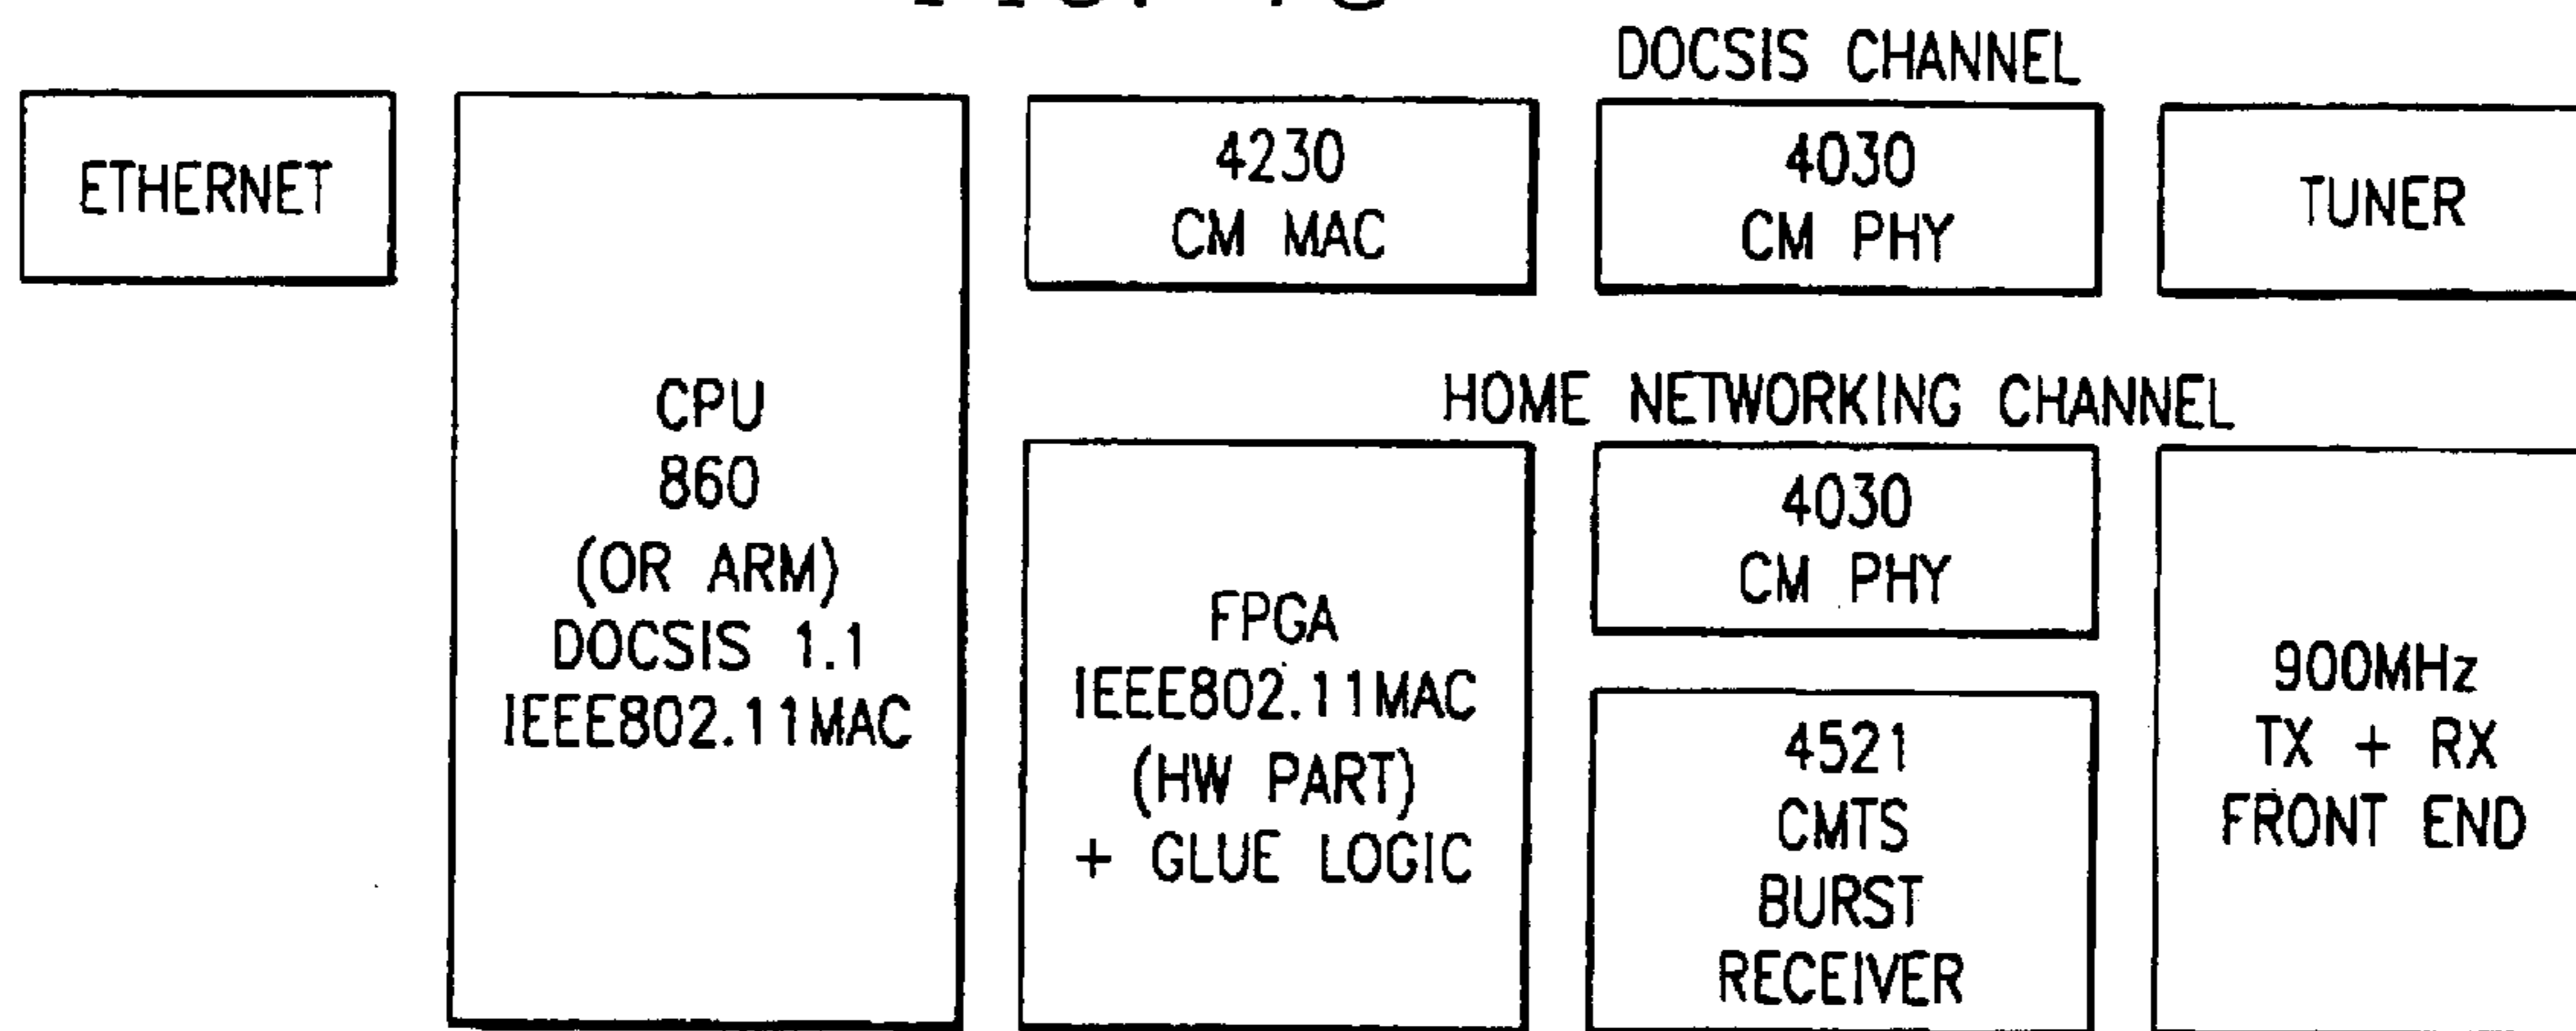 DOCSIS CHANNEL
ETHERNET
CPU
860
(OR ARM)
DOCSIS 1.1
IEEE802.11MAC
4230
CM MAC
4030
CM PHY
TUNER
HOME NETWORKING CHANNEL
FPGA
IEEE802.11MAC
(HW PART)
+ GLUE LOGIC
4030
CM PHY
4521
CMTS
BURST
RECEIVER
900MHz
TX + RX
FRONT END